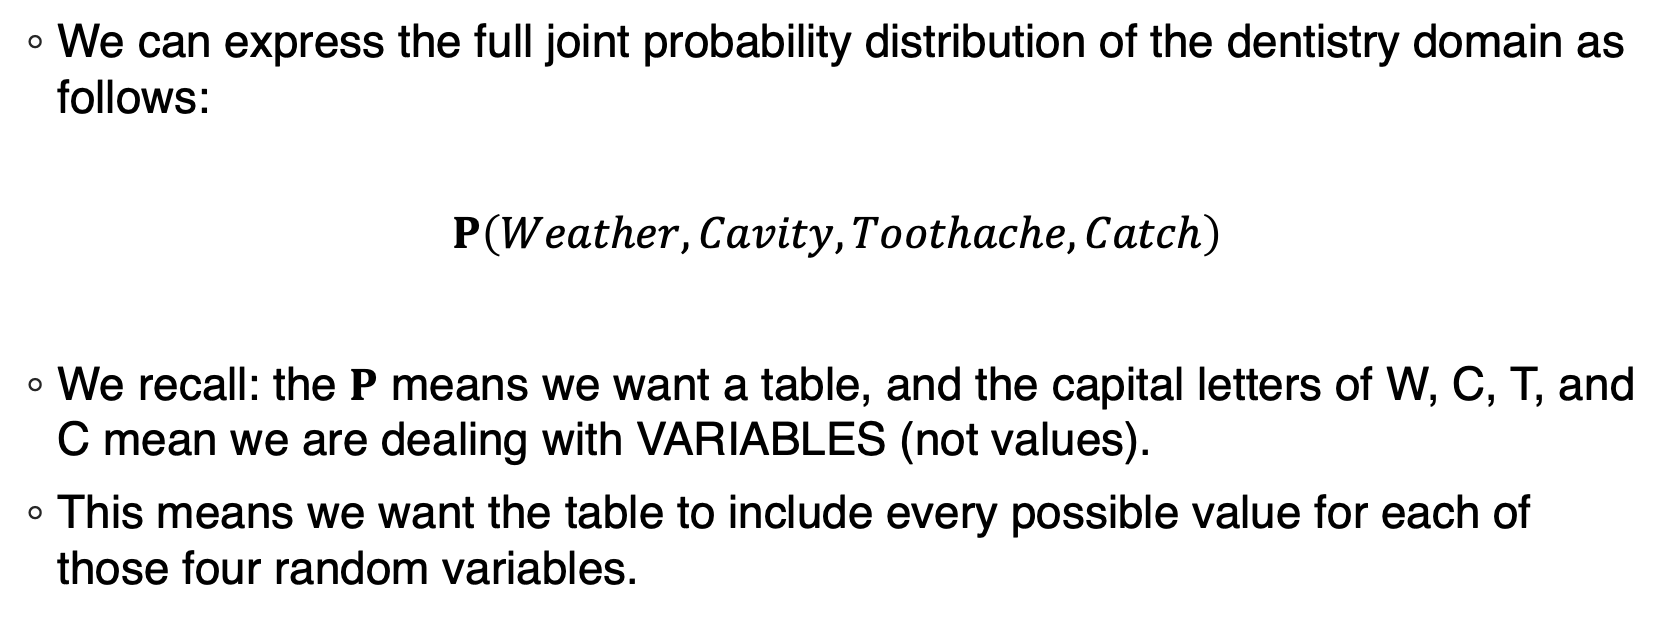 ◦ We can express the full joint probability distribution of the dentistry domain as
follows:
P(Weather, Cavity, Toothache, Catch)
◦ We recall: the P means we want a table, and the capital letters of W, C, T, and
C mean we are dealing with VARIABLES (not values).
◦ This means we want the table to include every possible value for each of
those four random variables.